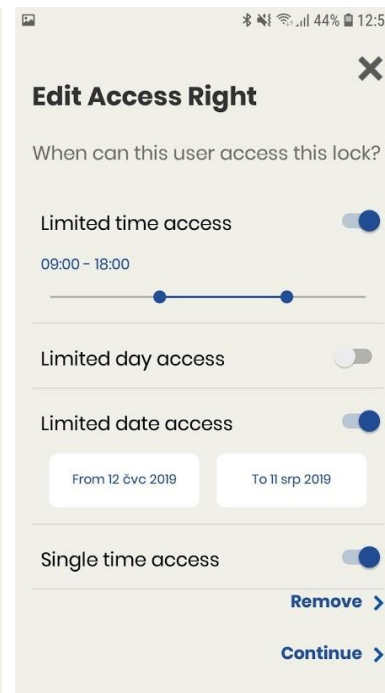 44% 12:5
Edit Access Right
When can this user access this lock?
Limited time access
09:00 - 18:00
Limited day access
Limited date access
From 12 čvc 2019 To 11 srp 2019
Single time access
Remove
Continue